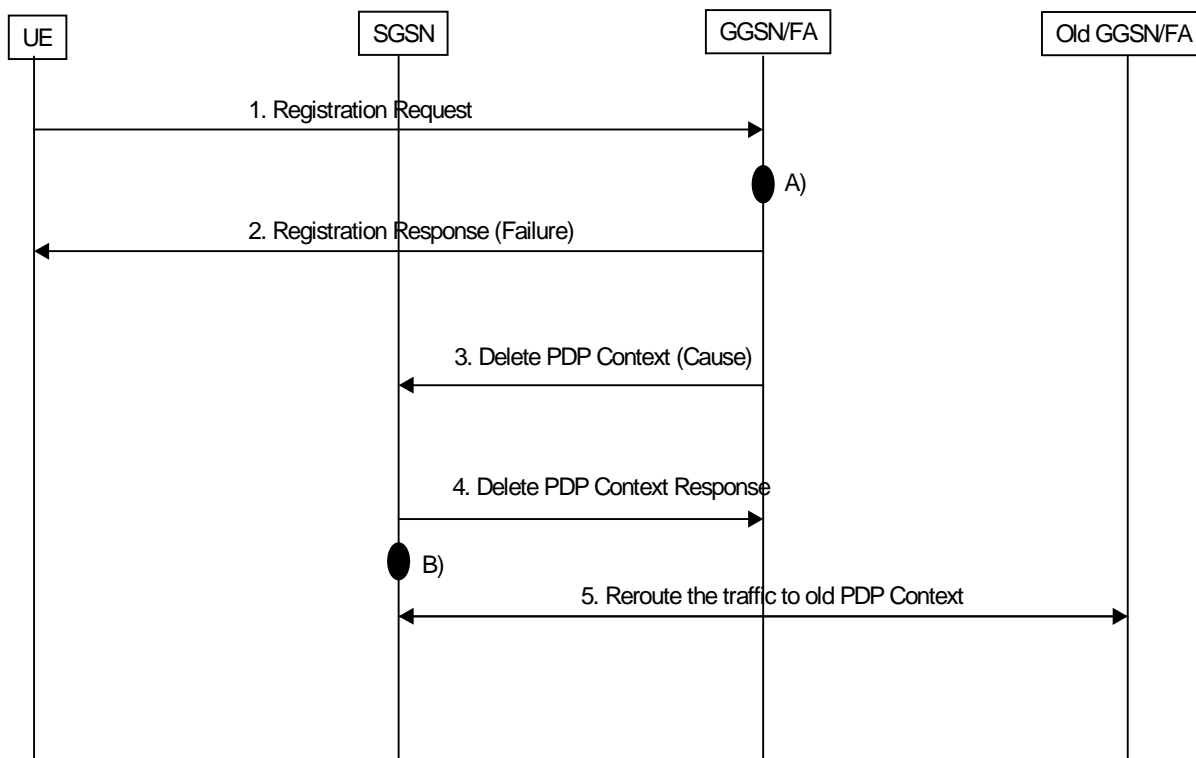 UE
SGSN
GGSN/FA
Old GGSN/FA
1. Registration Request
A)
2. Registration Response (Failure)
3. Delete PDP Context (Cause)
4. Delete PDP Context Response
B)
5. Reroute the traffic to old PDP Context